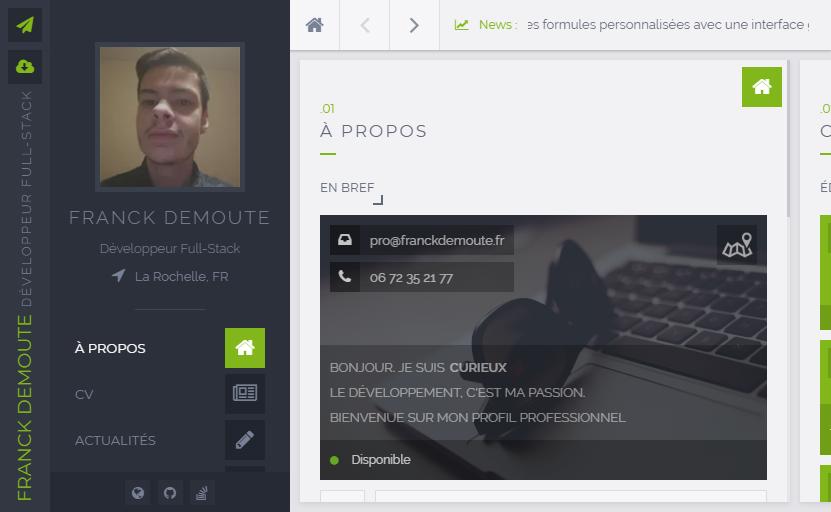 FRANCK DEMOUTE DÉVELOPPEUR FULL-STACK
FRANCK DEMOUTE
Développeur Full-Stack
La Rochelle, FR
À PROPOS
CV
ACTUALITÉS
News :
es formules personnalisées avec une interface
.01
À PROPOS
EN BREF
pro@franckdemoute.fr
06 72 35 21 77
BONJOUR. JE SUIS CURIEUX
LE DÉVELOPPEMENT, C'EST MA PASSION.
BIENVENUE SUR MON PROFIL PROFESSIONNEL
Disponible